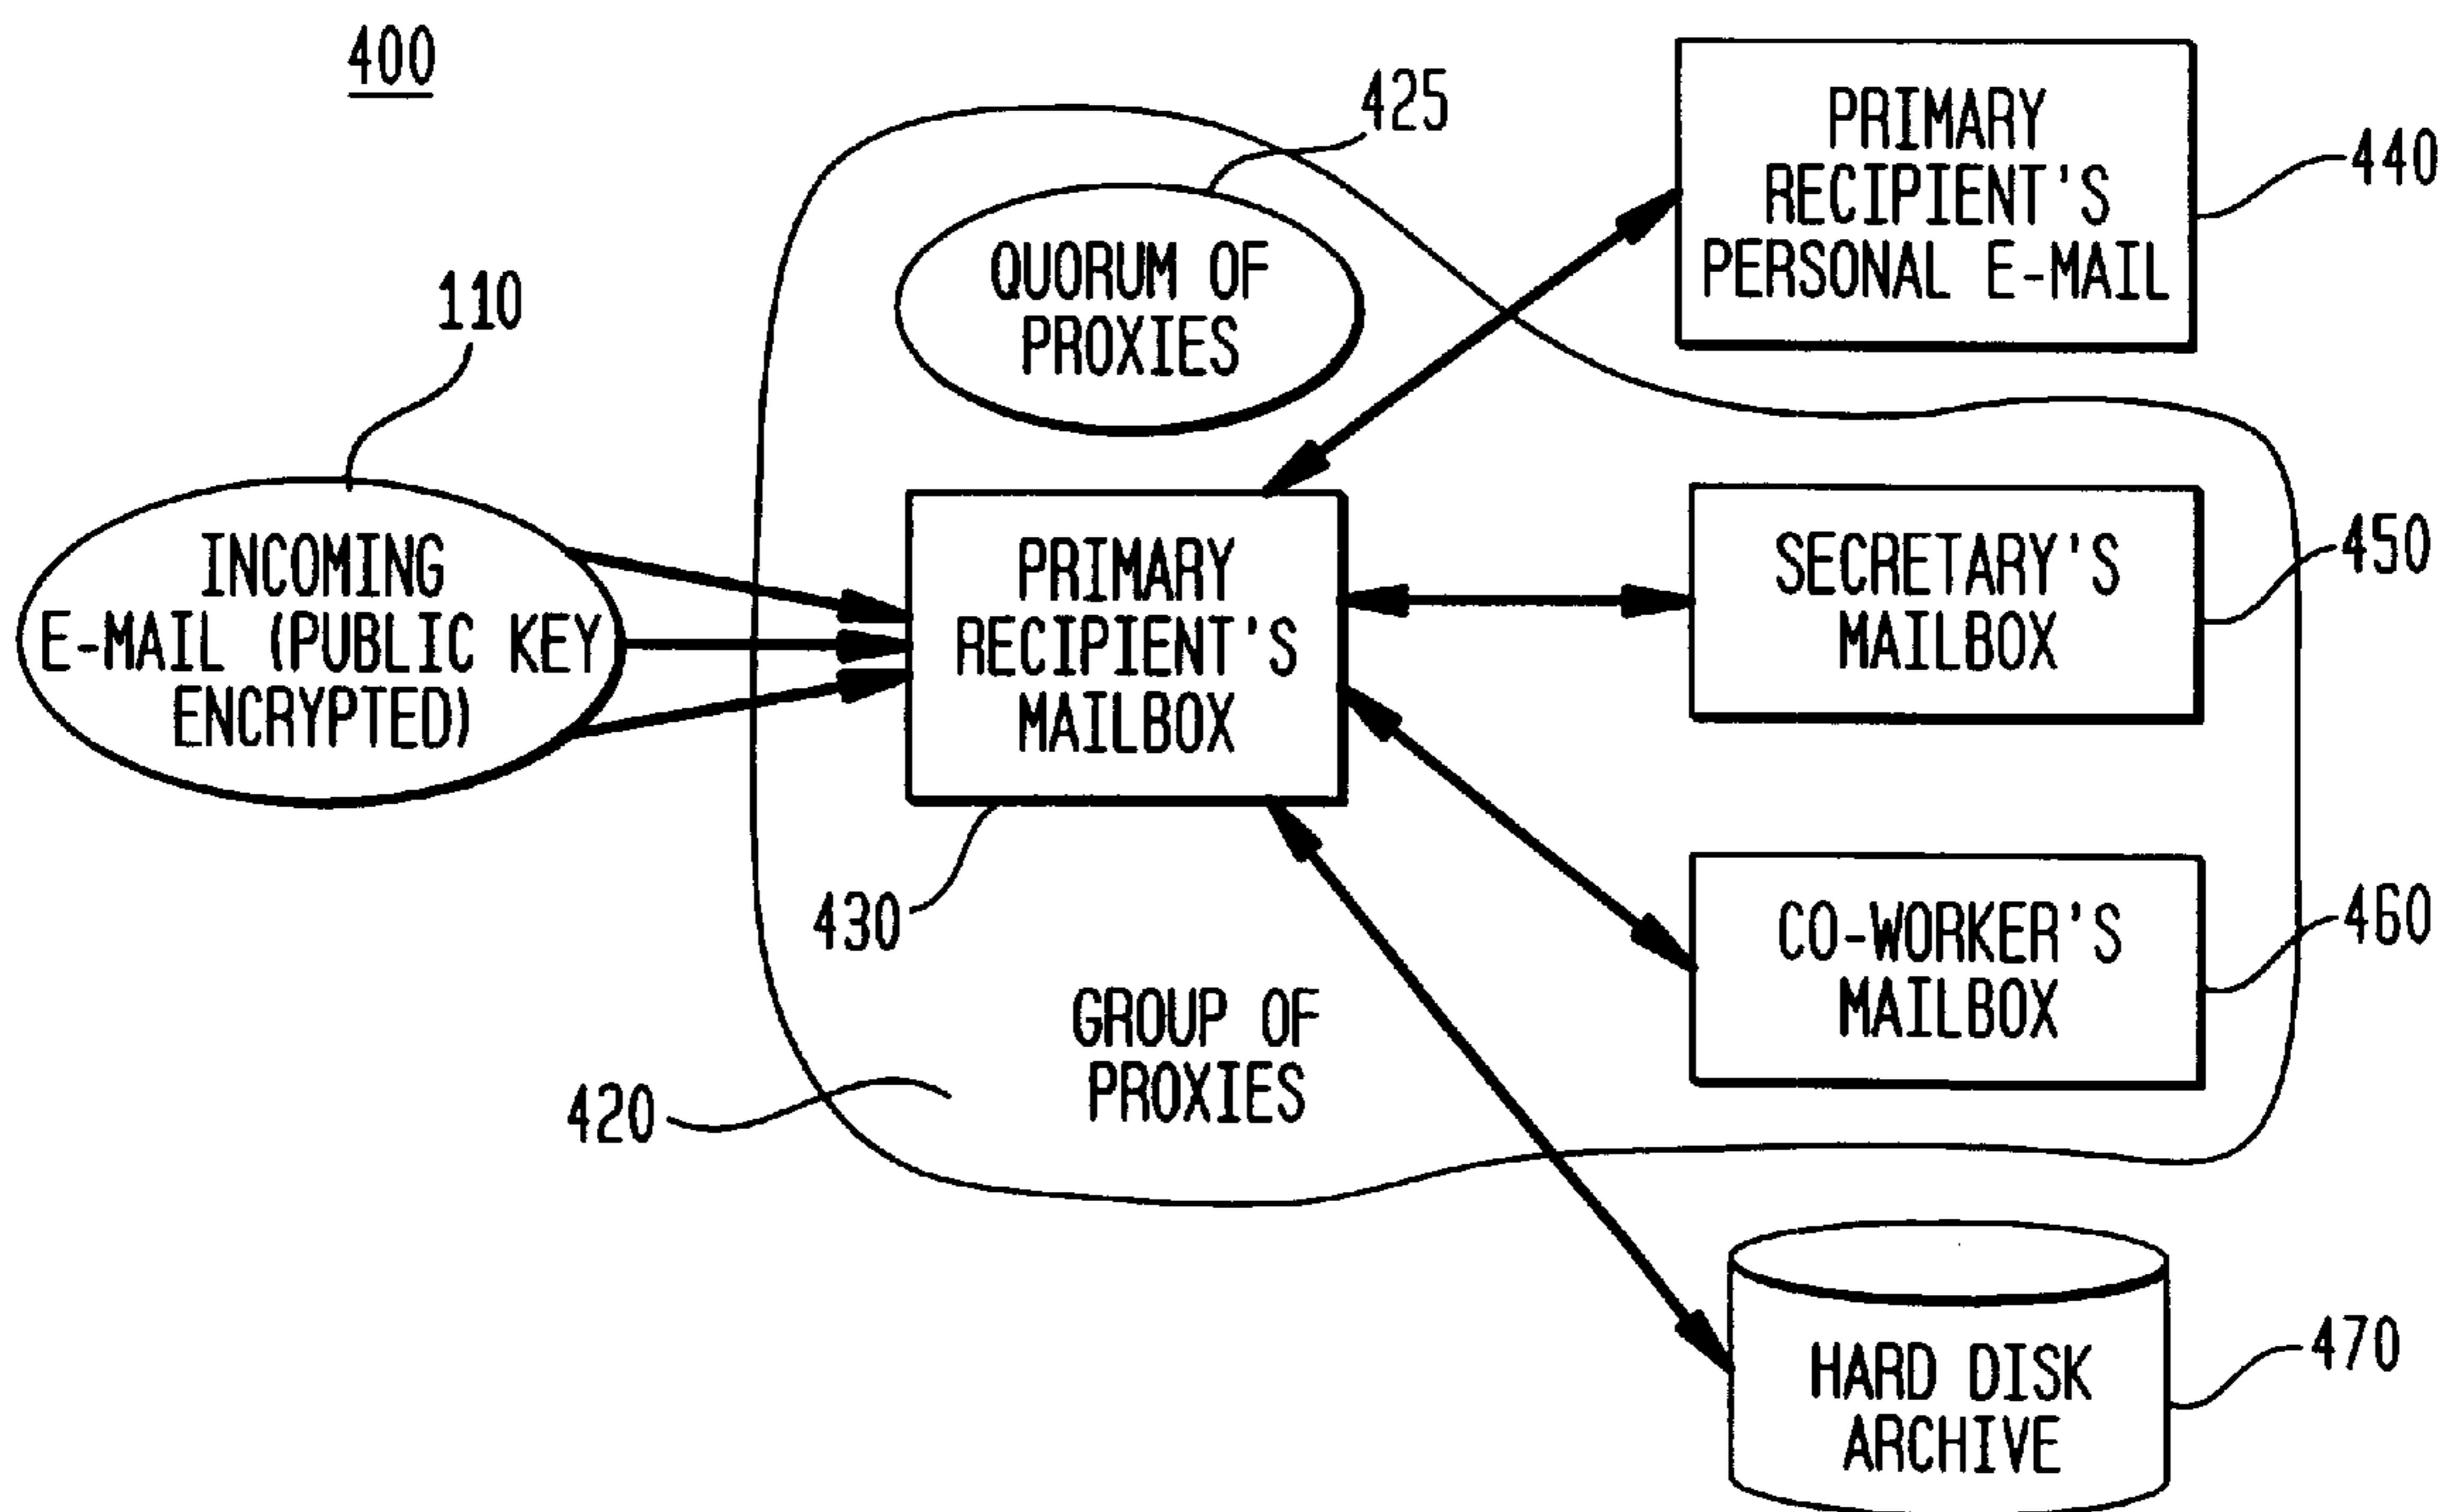 400
425
PRIMARY
RECIPIENT'S
PERSONAL E-MAIL
440
QUORUM OF
PROXIES
110
INCOMING
E-MAIL (PUBLIC KEY
ENCRYPTED)
PRIMARY
RECIPIENT'S
MAILBOX
430
SECRETARY'S
MAILBOX
450
CO-WORKER'S
MAILBOX
460
GROUP OF
PROXIES
420
HARD DISK
ARCHIVE
470